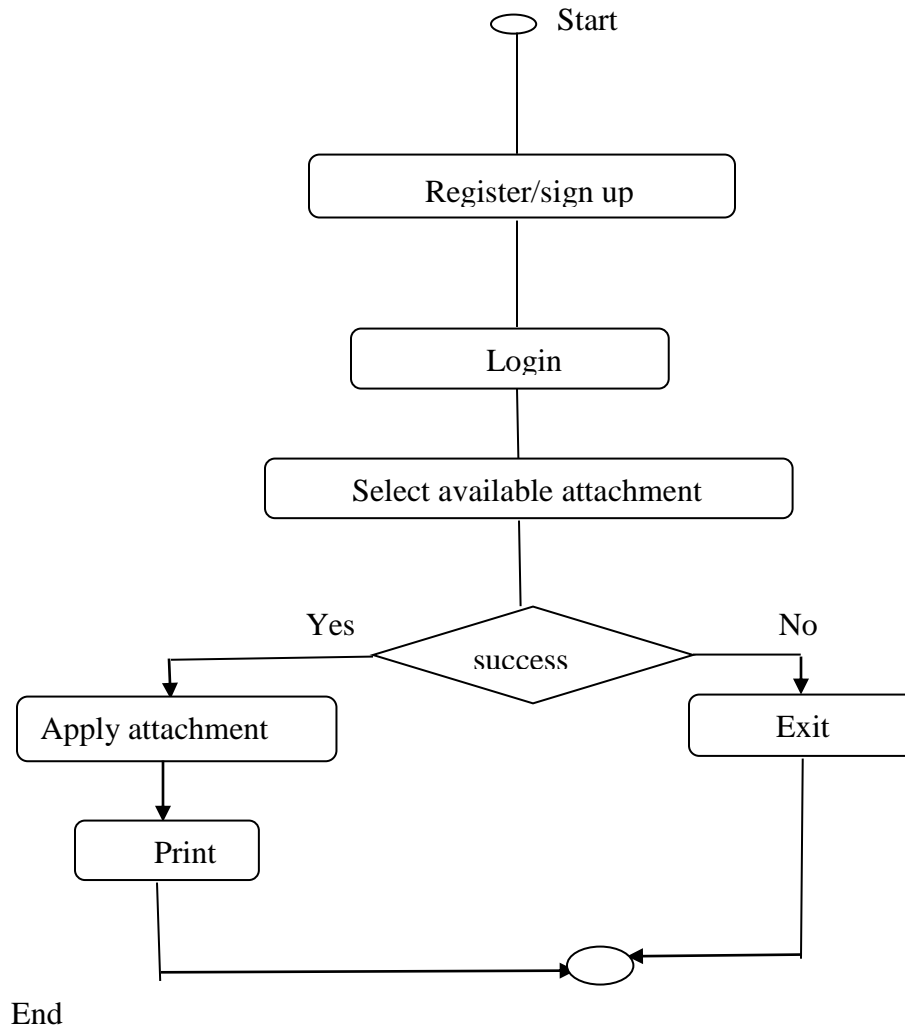 Start
Register/sign up
Login
Select available attachment
Yes
No
success
Apply attachment
Exit
Print
End